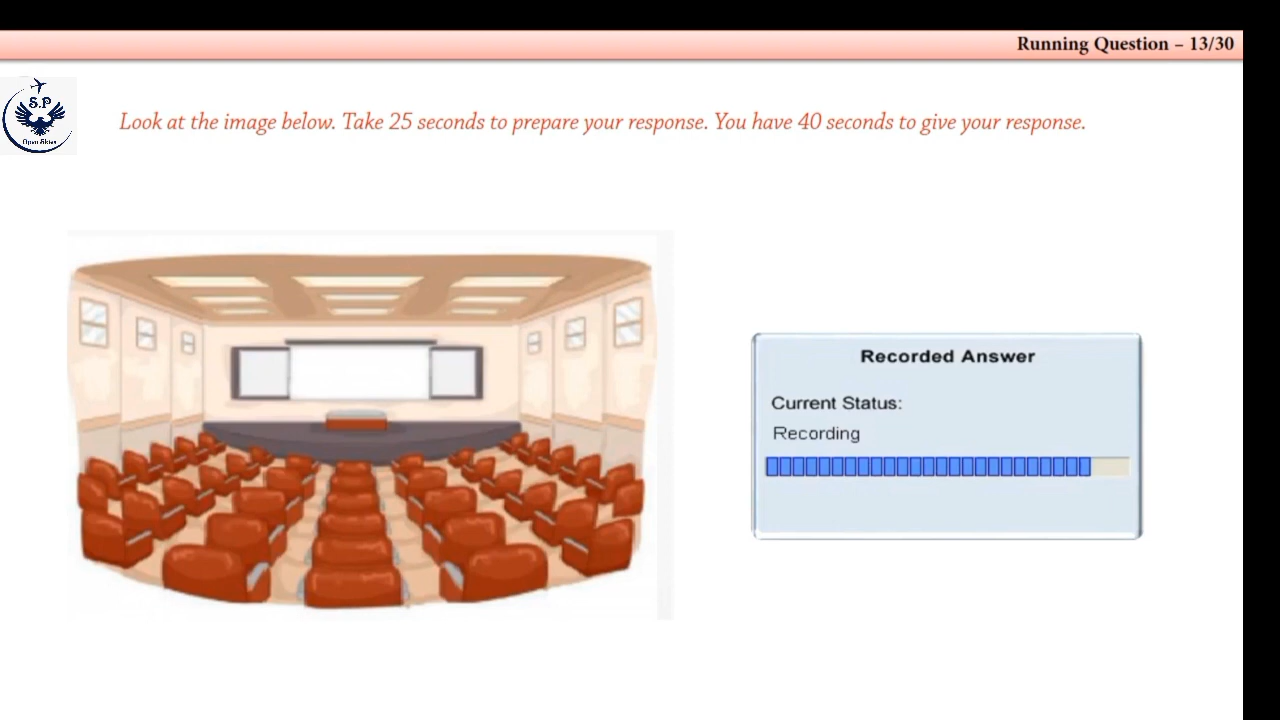 Running Question – 13/30
S.P
Look at the image below. Take 25 seconds to prepare your response. You have 40 seconds to give your response.
Recorded Answer
Current Status:
Recording